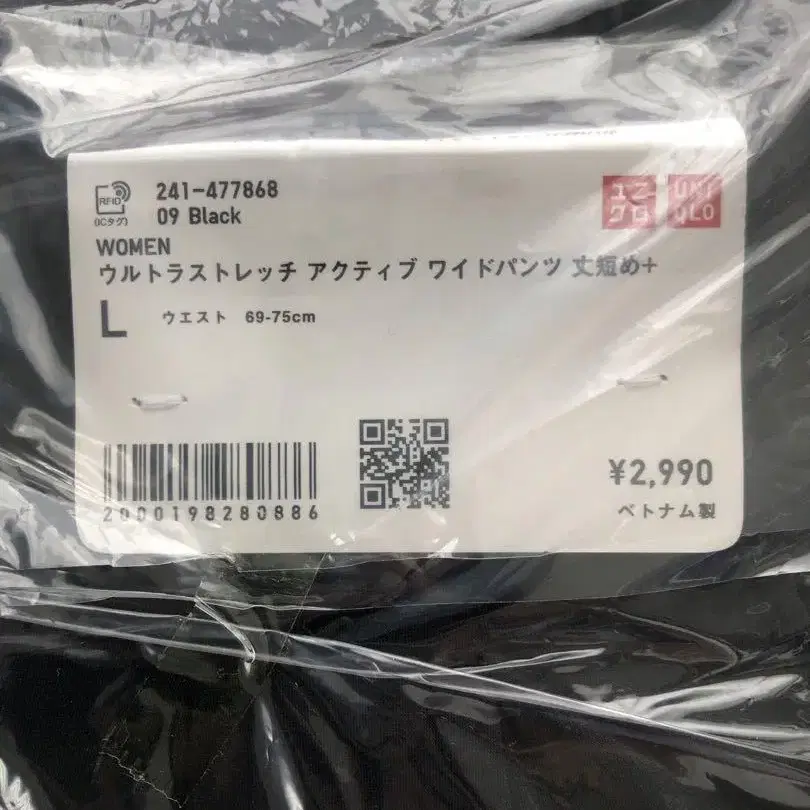 RFID
(ICタグ)
241-477868
09 Black
ユニ
クロ
UNI
QLO
WOMEN
ウルトラストレッチ アクティブ ワイドパンツ 丈短め+
L
ウエスト 69-75cm
2000198280886
¥2,990
ベトナム製